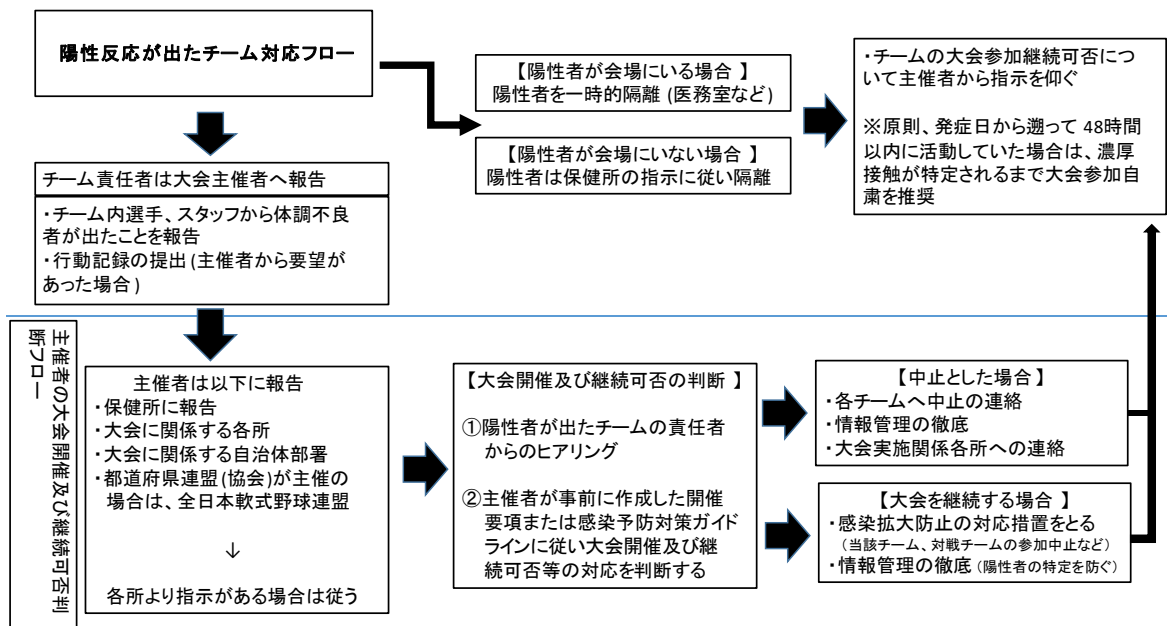 陽性反応が出たチーム対応フロー
【陽性者が会場にいる場合 】
陽性者を一時的隔離 (医務室など)
【陽性者が会場にいない場合 】
陽性者は保健所の指示に従い隔離
・チームの大会参加継続可否につ
いて主催者から指示を仰ぐ
※原則、発症日から遡って 48時間
以内に活動していた場合は、濃厚
接触が特定されるまで大会参加自
粛を推奨
チーム責任者は大会主催者へ報告
・チーム内選手、スタッフから体調不良
者が出たことを報告
・行動記録の提出 (主催者から要望が
あった場合)
主催者の大会開催及び継続可否判
断フロー
主催者は以下に報告
・保健所に報告
・大会に関係する各所
・大会に関係する自治体部署
・都道府県連盟(協会)が主催の
場合は、全日本軟式野球連盟
↓
各所より指示がある場合は従う
【大会開催及び継続可否の判断 】
①陽性者が出たチームの責任者
からのヒアリング
②主催者が事前に作成した開催
要項または感染予防対策ガイド
ラインに従い大会開催及び継
続可否等の対応を判断する
【中止とした場合 】
・各チームへ中止の連絡
・情報管理の徹底
・大会実施関係各所への連絡
【大会を継続する場合 】
・感染拡大防止の対応措置をとる
(当該チーム、対戦チームの参加中止など)
・情報管理の徹底 (陽性者の特定を防ぐ)